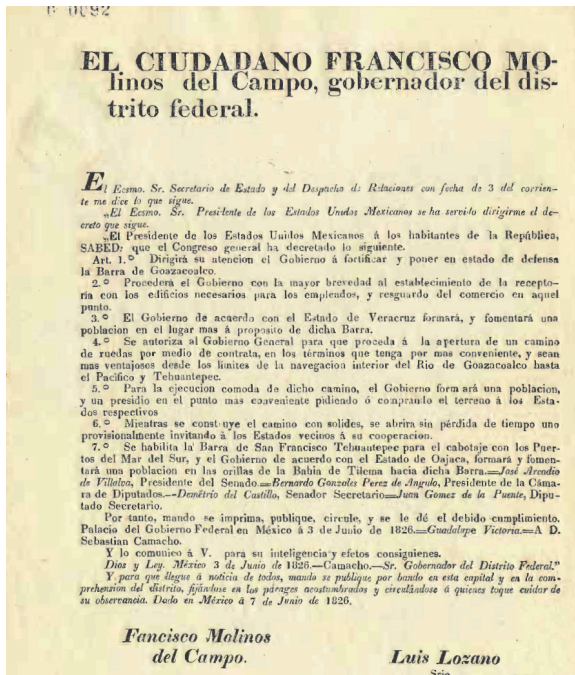 EL CIUDADANO FRANCISCO MO-
linos del Campo, gobernador del dis-
trito federal.
El Ecsmo. Sr. Secretario de Estado y del Despacho de Relaciones con fecha de 3 del corrien-
te me dice lo que sigue.
„El Ecsmo. Sr. Presidente de los Estados Unidos Mexicanos se ha servido dirigirme el de-
creto que sigue.
„El Presidente de los Estados Unidos Mexicanos á los habitantes de la República,
SABED: que el Congreso general ha decretado lo siguiente.
Art. 1.º Dirigirá su atencion el Gobierno á fortificar y poner en estado de defensa
la Barra de Goazacoalco.
2.º Procederá el Gobierno con la mayor brevedad al establecimiento de la recepto-
ria con los edificios necesarios para los empleados, y resguardo del comercio en aquel
punto.
3.º El Gobierno de acuerdo con el Estado de Veracruz formará, y fomentará una
poblacion en el lugar mas á proposito de dicha Barra.
4.º Se autoriza al Gobierno General para que proceda á la apertura de un camino
de ruedas por medio de contrata, en los términos que tenga por mas conveniente, y sean
mas ventajosos desde los limites de la navegacion interior del Rio de Goazacoalco hasta
el Pacifico y Tehuantepec.
5.º Para la ejecucion comoda de dicho camino, el Gobierno formará una poblacion,
y un presidio en el punto mas conveniente pidiendo ó comprando el terreno á los Esta-
dos respectivos
6.º Mientras se construye el camino con solides, se abrira sin pérdida de tiempo uno
provisionalmente invitando á los Estados vecinos á su cooperacion.
7.º Se habilita la Barra de San Francisco Tehuantepec para el cabotaje con los Puer-
tos del Mar del Sur, y el Gobierno de acuerdo con el Estado de Oajaca, formará y fomen-
tará una poblacion en las orillas de la Bahia de Tilema hacia dicha Barra.=José Arcadio
de Villalva, Presidente del Senado.=Bernardo Gonzoles Perez de Angulo, Presidente de la Cáma-
ra de Diputados.--Demétrio del Castillo, Senador Secretario=Juan Gomez de la Puente, Dipu-
tado Secretario.
Por tanto, mando se imprima, publique, circule, y se le dé el debido cumplimiento.
Palacio del Gobierno Federal en México á 3 de Junio de 1826.=Guadalupe Victoria.=A D.
Sebastian Camacho.
Y lo comunico á V. para su inteligencia y efetos consiguienes.
Dios y Ley. México 3 de Junio de 1826.—Camacho.—Sr. Gobernador del Distrito Federal."
Y para que llegue á noticia de todos, mando se publique por bando en esta capital y en la com-
prehension del distrito, fijándose en los párages acostumbrados y circulándose á quienes toque cuidar de
su observancia. Dado en México á 7 de Junio de 1826.
Fancisco Molinos
del Campo.
Luis Lozano